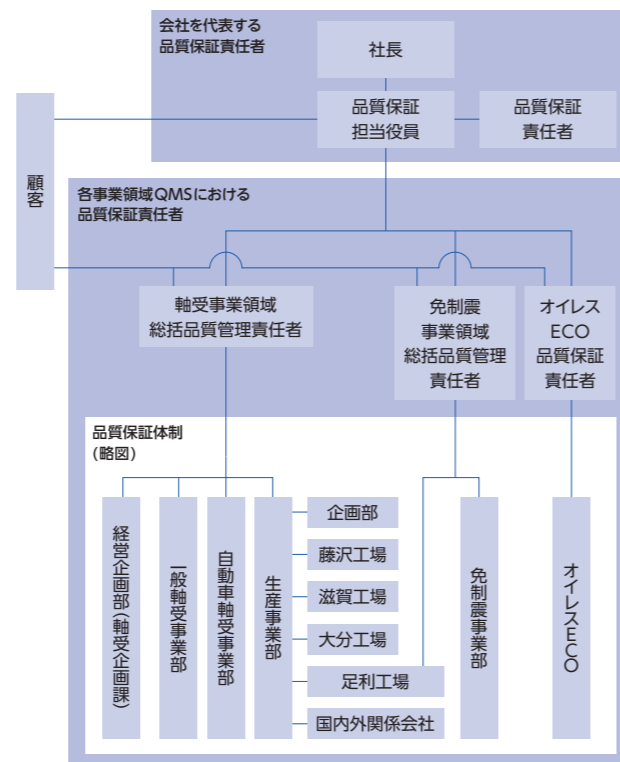 会社を代表する
品質保証責任者
社長
品質保証
担当役員
品質保証
責任者
顧客
各事業領域QMSにおける
品質保証責任者
軸受事業領域
総括品質管理責任者
免制震
事業領域
総括品質管理
責任者
オイレス
ECO
品質保証
責任者
品質保証体制
(略図)
経営企画部(軸受企画課)
一般軸受事業部
自動車軸受事業部
生産事業部
企画部
藤沢工場
滋賀工場
大分工場
足利工場
国内外関係会社
免制震事業部
オイレスECO